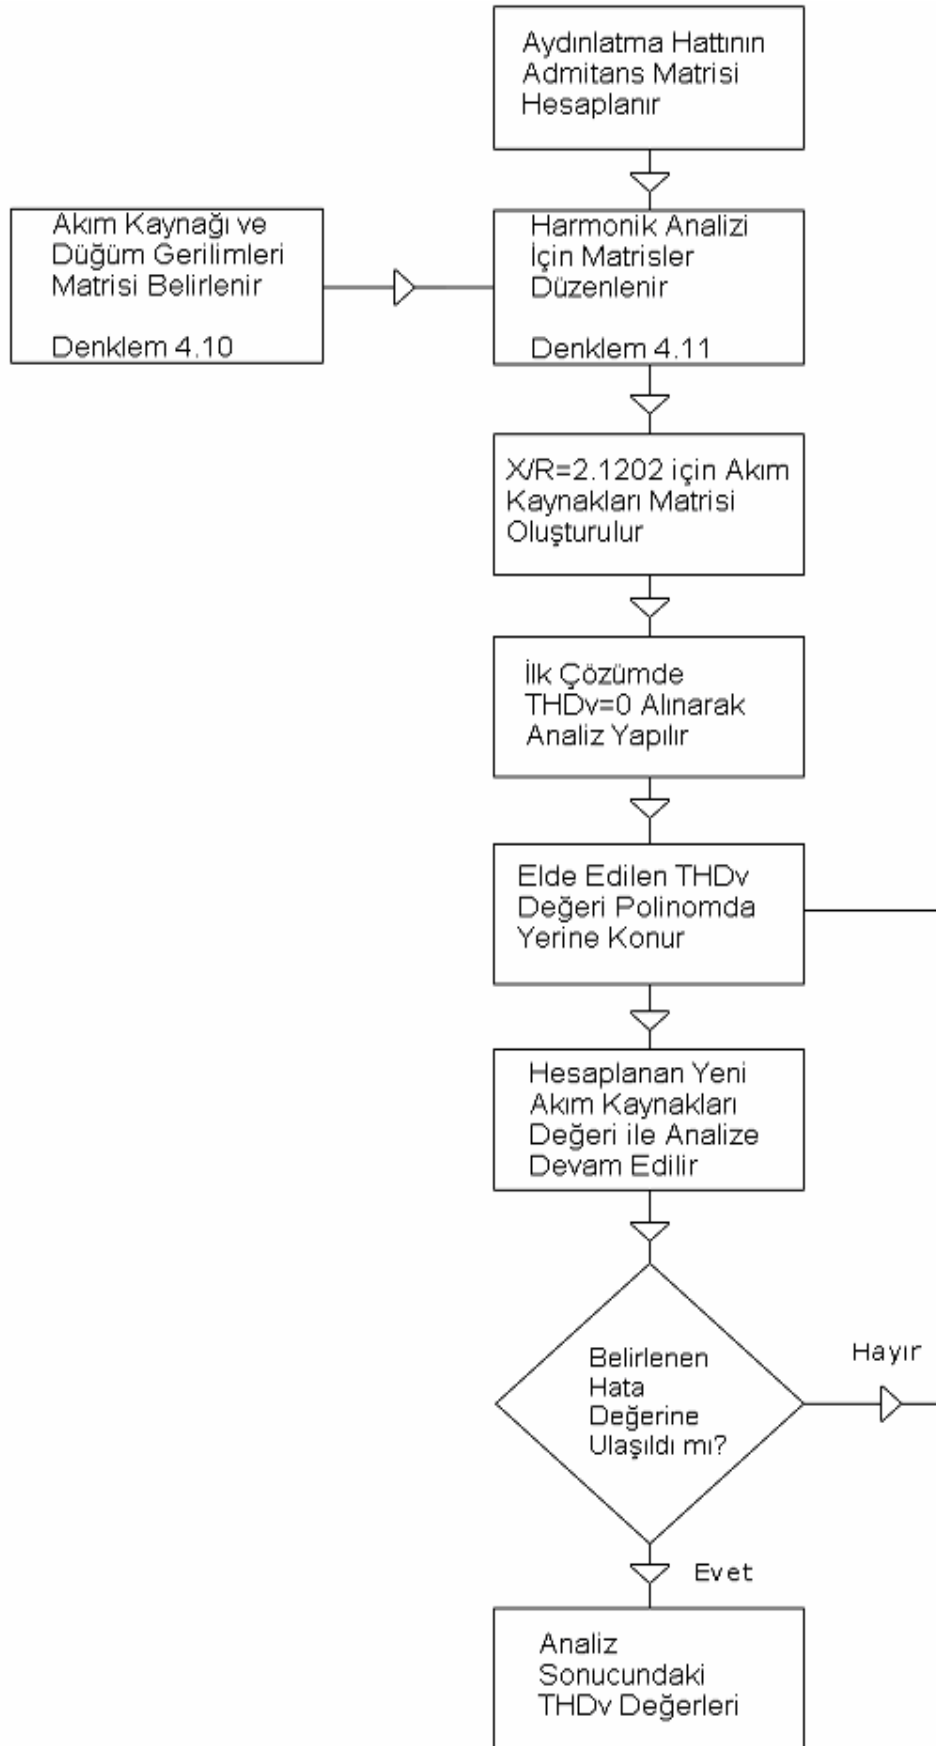 Aydınlatma Hattının
Admitans Matrisi
Hesaplanır
Akım Kaynağı ve
Düğüm Gerilimleri
Matrisi Belirlenir
Denklem 4.10
Harmonik Analizi
İçin Matrisler
Düzenlenir
Denklem 4.11
X/R=2.1202 için Akım
Kaynakları Matrisi
Oluşturulur
İlk Çözümde
THDv=0 Alınarak
Analiz Yapılır
Elde Edilen THDv
Değeri Polinomda
Yerine Konur
Hesaplanan Yeni
Akım Kaynakları
Değeri ile Analize
Devam Edilir
Belirlenen
Hata
Değerine
Ulaşıldı mı?
Hayır
Evet
Analiz
Sonucundaki
THDv Değerleri